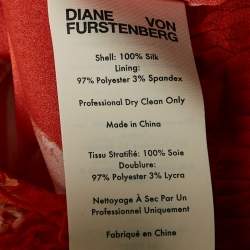 DIANE VON
FURSTENBERG
Shell: 100% Silk
Lining:
97% Polyester 3% Spandex
Professional Dry Clean Only
Made in China
Tissu Stratifié: 100% Soie
Doublure:
97% Polyester 3% Lycra
Nettoyage À Sec Par Un
Professionnel Uniquement
Fabriqué en Chine